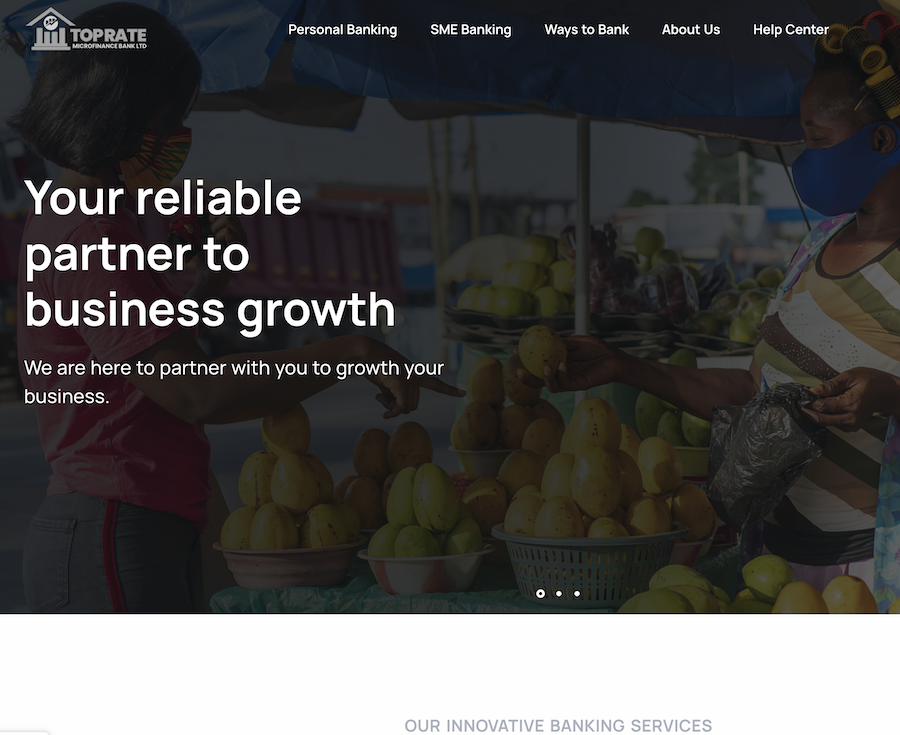 TOPRATE
MICROFINANCE BANK LTD
Personal Banking
SME Banking
Ways to Bank
About Us
Help Center
Your reliable
partner to
business growth
We are here to partner with you to growth your
business.
OUR INNOVATIVE BANKING SERVICES